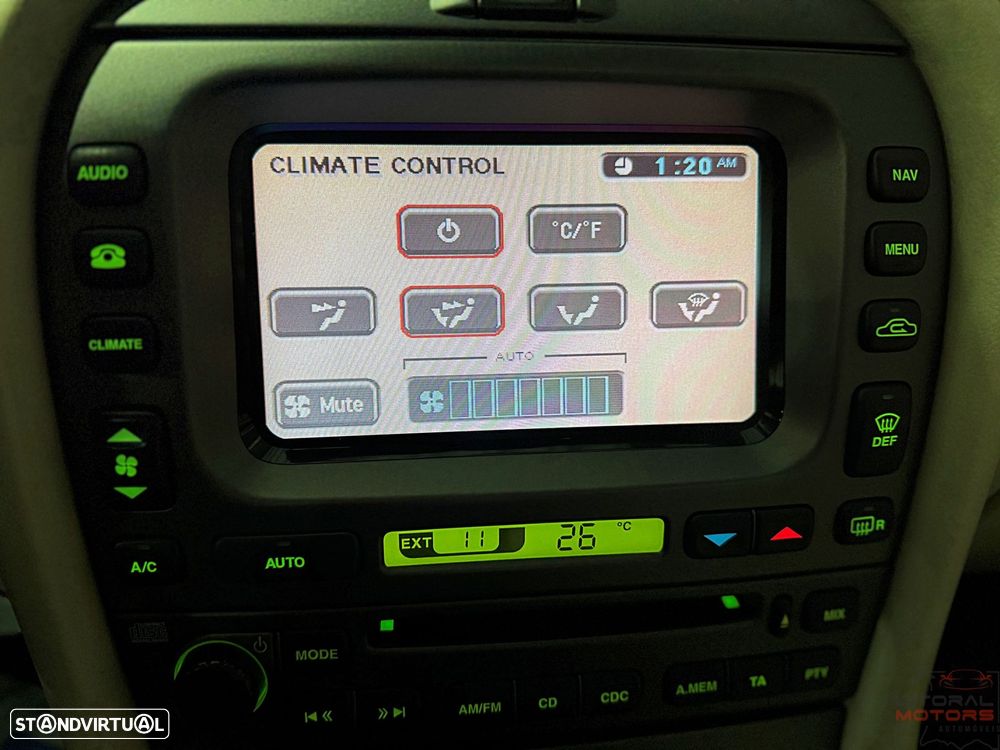 CLIMATE CONTROL
1:20 AM
AUDIO
NAV
°C/°F
MENU
CLIMATE
AUTO
Mute
DEF
EXT 11 26 °C
R
A/C
AUTO
MIX
MODE
AM/FM
CD
CDC
A.MEM
TA
PTY
STANDVIRTUAL
MOTORS